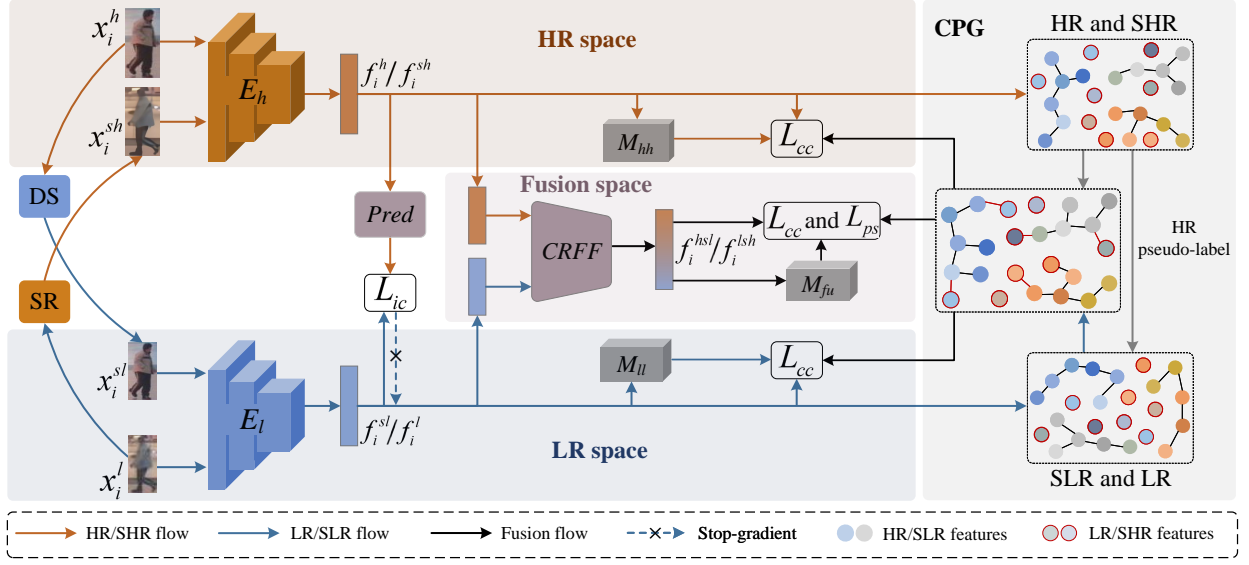 HR space
CPG
HR and SHR
x_i^h
E_h
f_i^h / f_i^sh
x_i^sh
M_hh
L_cc
DS
Pred
Fusion space
CRFF
f_i^hsl / f_i^lsh
L_cc and L_ps
M_fu
HR
pseudo-label
SR
L_ic
x_i^sl
E_l
f_i^sl / f_i^l
M_ll
L_cc
x_i^l
LR space
SLR and LR
HR/SHR flow
LR/SLR flow
Fusion flow
Stop-gradient
HR/SLR features
LR/SHR features